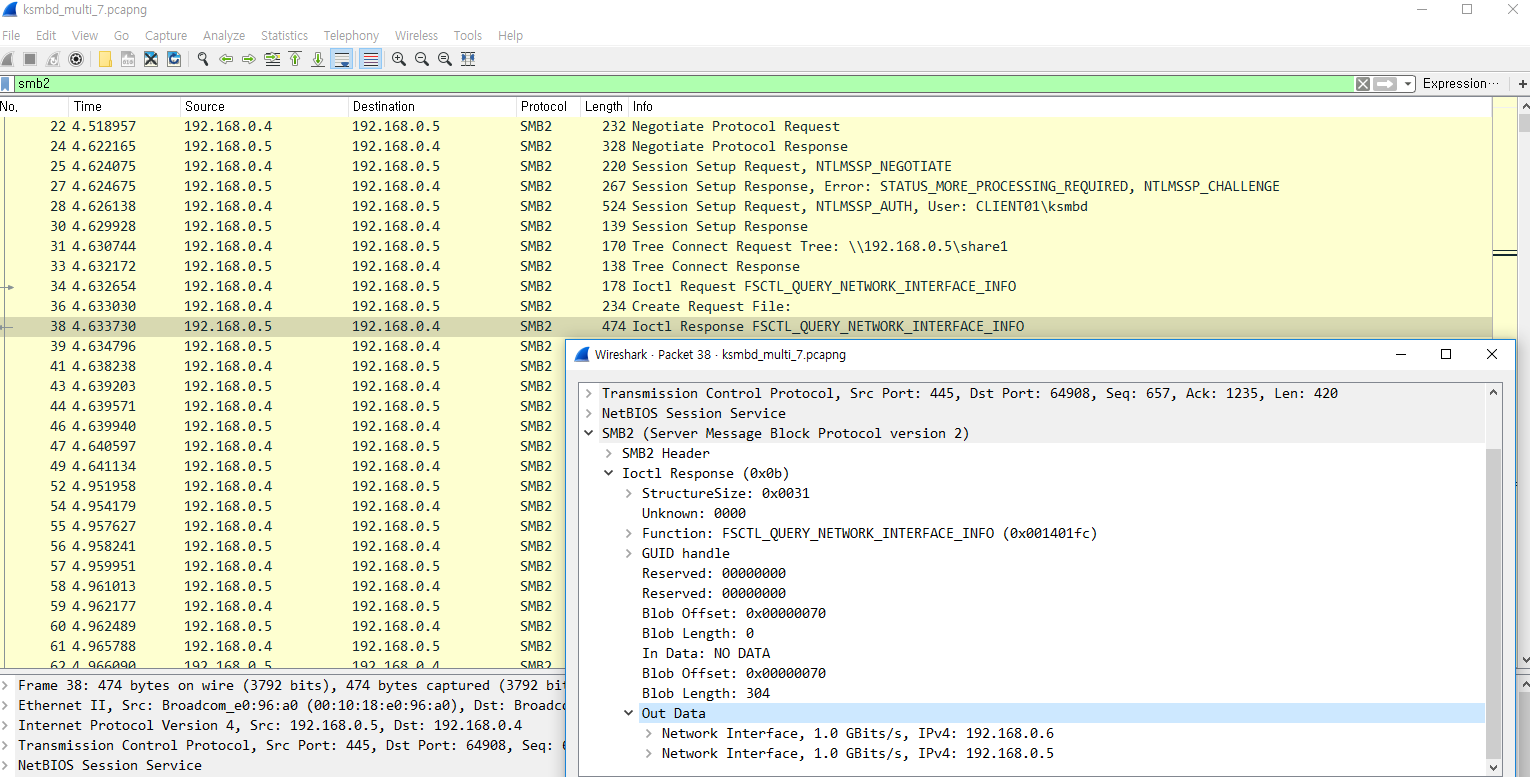 ksmbd_multi_7.pcapng
File Edit View Go Capture Analyze Statistics Telephony Wireless Tools Help
smb2 Expression… +
No. Time Source Destination Protocol Length Info
22 4.518957 192.168.0.4 192.168.0.5 SMB2 232 Negotiate Protocol Request
24 4.622165 192.168.0.5 192.168.0.4 SMB2 328 Negotiate Protocol Response
25 4.624075 192.168.0.4 192.168.0.5 SMB2 220 Session Setup Request, NTLMSSP_NEGOTIATE
27 4.624675 192.168.0.5 192.168.0.4 SMB2 267 Session Setup Response, Error: STATUS_MORE_PROCESSING_REQUIRED, NTLMSSP_CHALLENGE
28 4.626138 192.168.0.4 192.168.0.5 SMB2 524 Session Setup Request, NTLMSSP_AUTH, User: CLIENT01\ksmbd
30 4.629928 192.168.0.5 192.168.0.4 SMB2 139 Session Setup Response
31 4.630744 192.168.0.4 192.168.0.5 SMB2 170 Tree Connect Request Tree: \\192.168.0.5\share1
33 4.632172 192.168.0.5 192.168.0.4 SMB2 138 Tree Connect Response
34 4.632654 192.168.0.4 192.168.0.5 SMB2 178 Ioctl Request FSCTL_QUERY_NETWORK_INTERFACE_INFO
36 4.633030 192.168.0.4 192.168.0.5 SMB2 234 Create Request File:
38 4.633730 192.168.0.5 192.168.0.4 SMB2 474 Ioctl Response FSCTL_QUERY_NETWORK_INTERFACE_INFO
39 4.634796 192.168.0.5 192.168.0.4 SMB2
41 4.638238 192.168.0.4 192.168.0.5 SMB2
43 4.639203 192.168.0.5 192.168.0.4 SMB2
44 4.639571 192.168.0.4 192.168.0.5 SMB2
46 4.639940 192.168.0.5 192.168.0.4 SMB2
47 4.640597 192.168.0.4 192.168.0.5 SMB2
49 4.641134 192.168.0.5 192.168.0.4 SMB2
52 4.951958 192.168.0.4 192.168.0.5 SMB2
54 4.954179 192.168.0.5 192.168.0.4 SMB2
55 4.957627 192.168.0.4 192.168.0.5 SMB2
56 4.958241 192.168.0.5 192.168.0.4 SMB2
57 4.959951 192.168.0.4 192.168.0.5 SMB2
58 4.961013 192.168.0.5 192.168.0.4 SMB2
59 4.962177 192.168.0.4 192.168.0.5 SMB2
60 4.962489 192.168.0.5 192.168.0.4 SMB2
61 4.965788 192.168.0.4 192.168.0.5 SMB2
62 4.966090 192.168.0.5 192.168.0.4 SMB2
Frame 38: 474 bytes on wire (3792 bits), 474 bytes captured (3792 bit
Ethernet II, Src: Broadcom_e0:96:a0 (00:10:18:e0:96:a0), Dst: Broadco
Internet Protocol Version 4, Src: 192.168.0.5, Dst: 192.168.0.4
Transmission Control Protocol, Src Port: 445, Dst Port: 64908, Seq: 6
NetBIOS Session Service
Wireshark · Packet 38 · ksmbd_multi_7.pcapng
Transmission Control Protocol, Src Port: 445, Dst Port: 64908, Seq: 657, Ack: 1235, Len: 420
NetBIOS Session Service
SMB2 (Server Message Block Protocol version 2)
SMB2 Header
Ioctl Response (0x0b)
StructureSize: 0x0031
Unknown: 0000
Function: FSCTL_QUERY_NETWORK_INTERFACE_INFO (0x001401fc)
GUID handle
Reserved: 00000000
Reserved: 00000000
Blob Offset: 0x00000070
Blob Length: 0
In Data: NO DATA
Blob Offset: 0x00000070
Blob Length: 304
Out Data
Network Interface, 1.0 GBits/s, IPv4: 192.168.0.6
Network Interface, 1.0 GBits/s, IPv4: 192.168.0.5